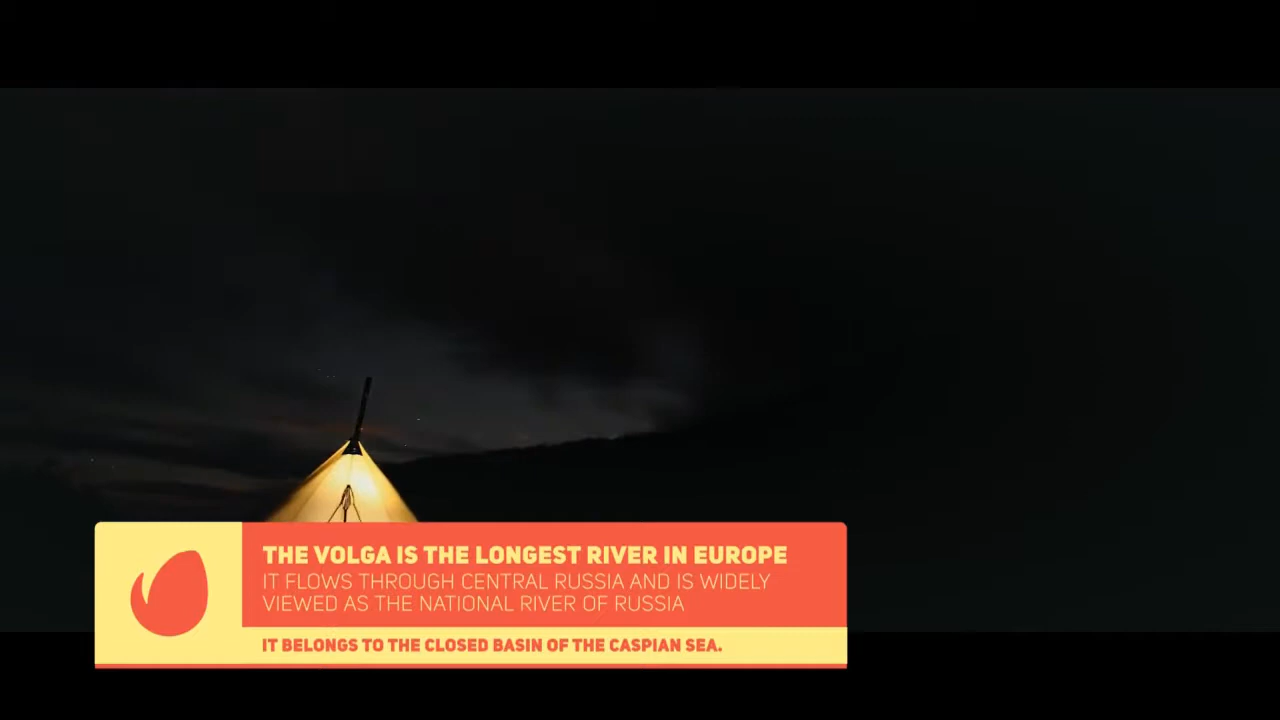 THE VOLGA IS THE LONGEST RIVER IN EUROPE
IT FLOWS THROUGH CENTRAL RUSSIA AND IS WIDELY
VIEWED AS THE NATIONAL RIVER OF RUSSIA
IT BELONGS TO THE CLOSED BASIN OF THE CASPIAN SEA.